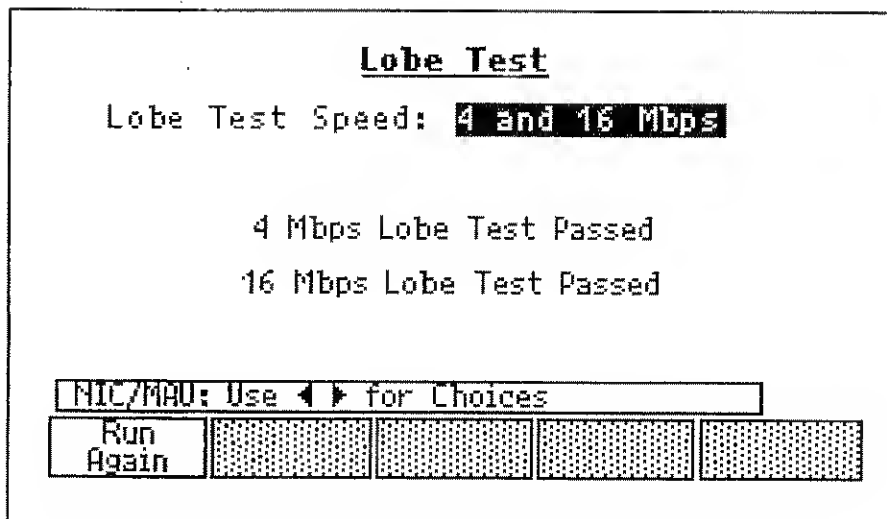 Lobe Test
Lobe Test Speed: 4 and 16 Mbps
4 Mbps Lobe Test Passed
16 Mbps Lobe Test Passed
NIC/MAU: Use ◀ ▶ for Choices
Run
Again